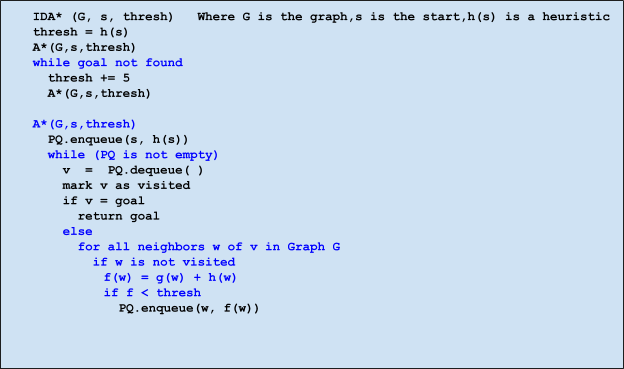 IDA* (G, s, thresh)   Where G is the graph,s is the start,h(s) is a heuristic
thresh = h(s)
A*(G,s,thresh)
while goal not found
  thresh += 5
  A*(G,s,thresh)

A*(G,s,thresh)
  PQ.enqueue(s, h(s))
  while (PQ is not empty)
    v  =  PQ.dequeue( )
    mark v as visited
    if v = goal
      return goal
    else
      for all neighbors w of v in Graph G
        if w is not visited
          f(w) = g(w) + h(w)
          if f < thresh
            PQ.enqueue(w, f(w))